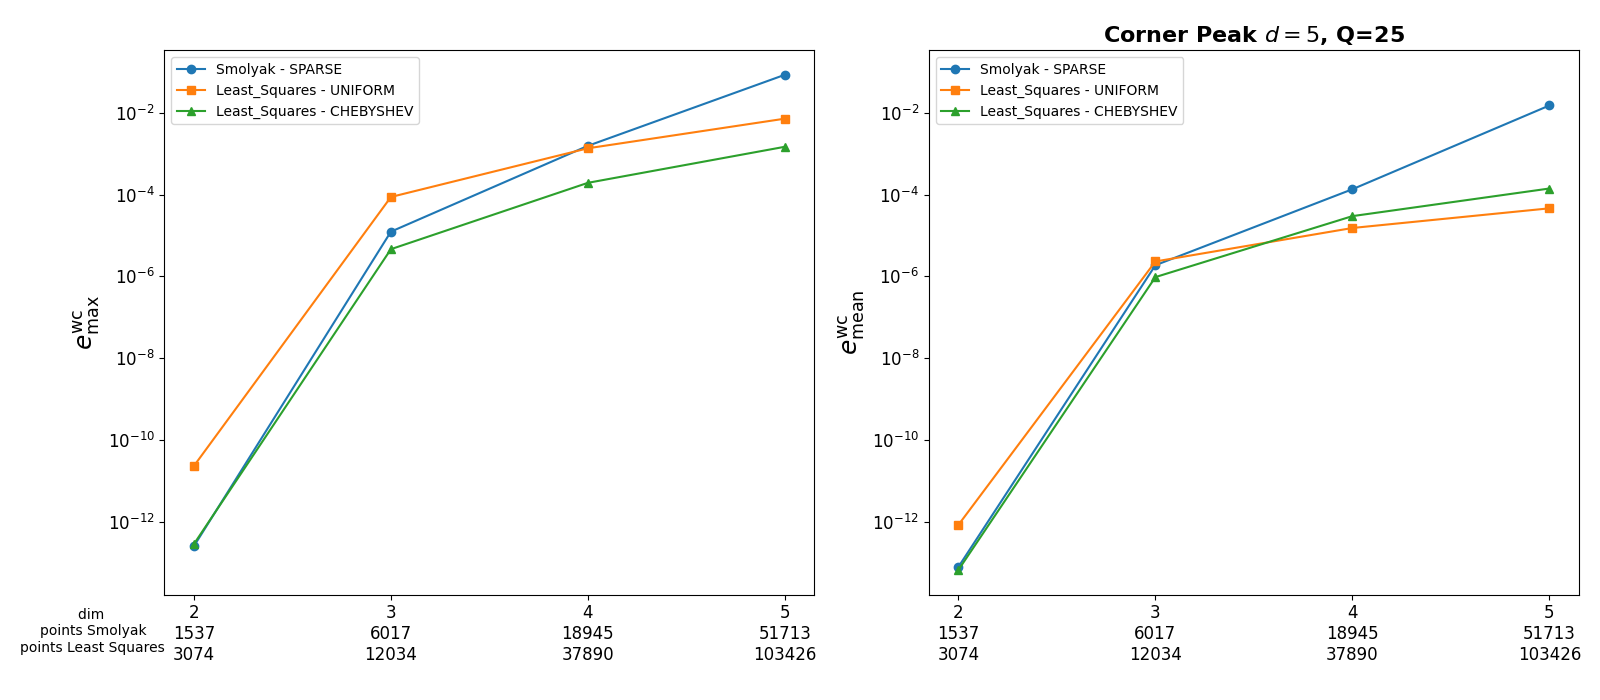 Corner Peak d = 5, Q=25
Smolyak - SPARSE
Least_Squares - UNIFORM
Least_Squares - CHEBYSHEV
10⁻²
10⁻⁴
10⁻⁶
10⁻⁸
10⁻¹⁰
10⁻¹²
e^wc_max
dim
points Smolyak
points Least Squares
2 3 4 5
1537 6017 18945 51713
3074 12034 37890 103426
Smolyak - SPARSE
Least_Squares - UNIFORM
Least_Squares - CHEBYSHEV
10⁻²
10⁻⁴
10⁻⁶
10⁻⁸
10⁻¹⁰
10⁻¹²
e^wc_mean
2 3 4 5
1537 6017 18945 51713
3074 12034 37890 103426